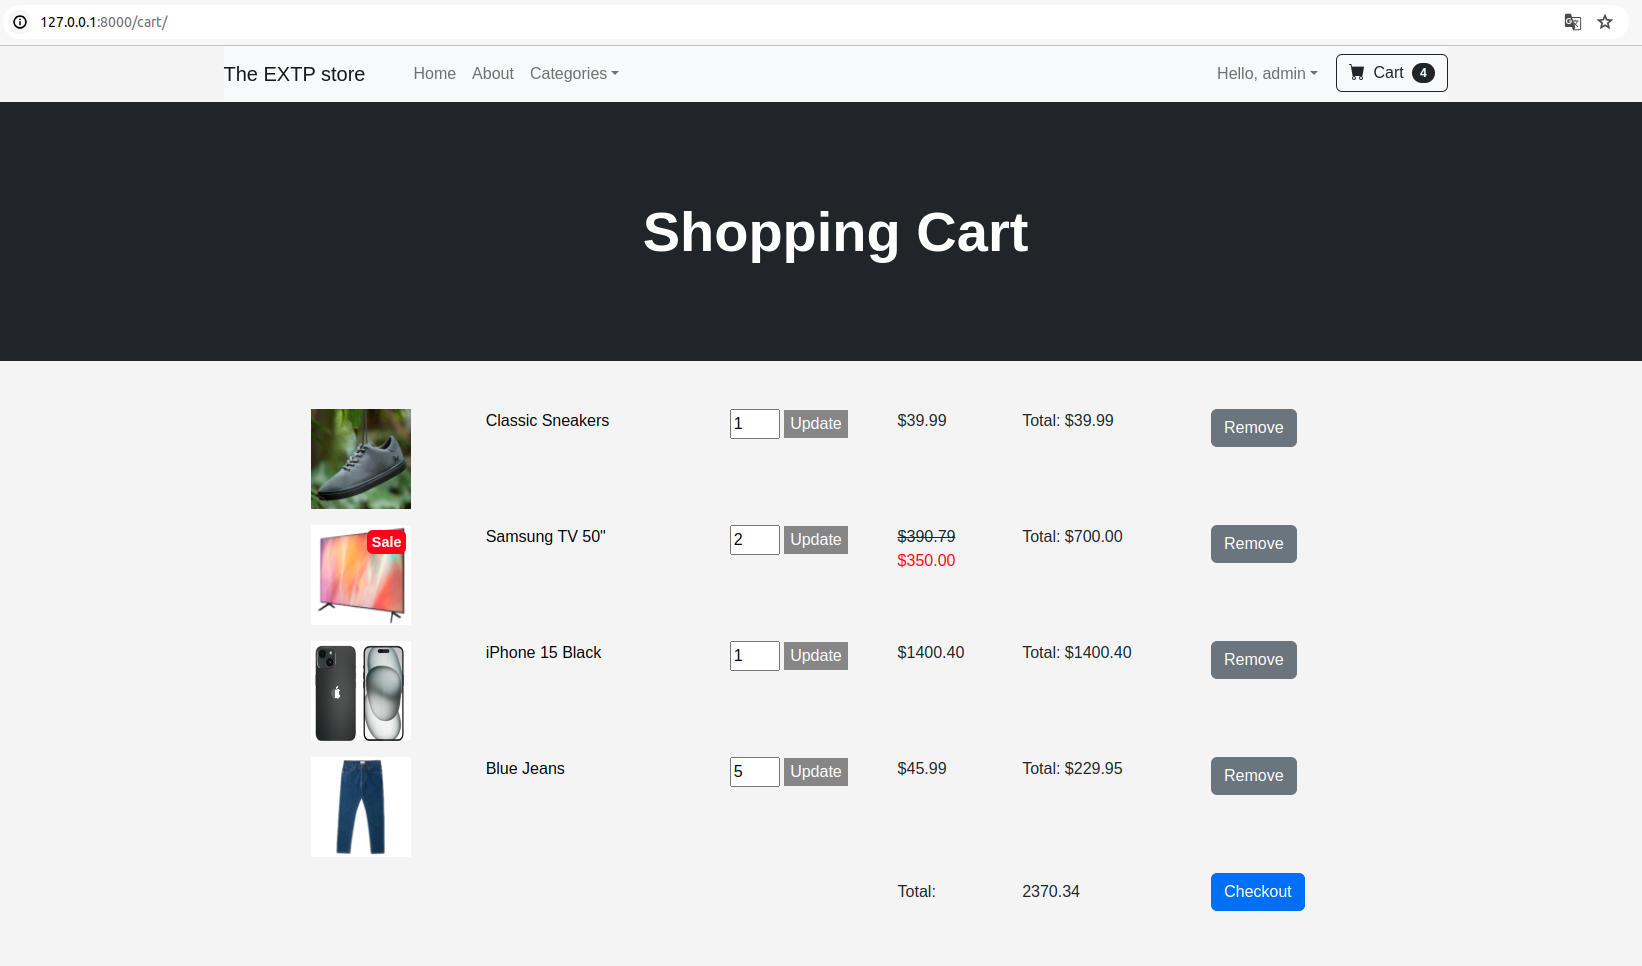 127.0.0.1:8000/cart/
The EXTP store Home About Categories Hello, admin Cart 4
Shopping Cart
Classic Sneakers 1 Update $39.99 Total: $39.99 Remove
Sale Samsung TV 50" 2 Update $390.79 Total: $700.00 Remove
$350.00
iPhone 15 Black 1 Update $1400.40 Total: $1400.40 Remove
Blue Jeans 5 Update $45.99 Total: $229.95 Remove
Total: 2370.34 Checkout